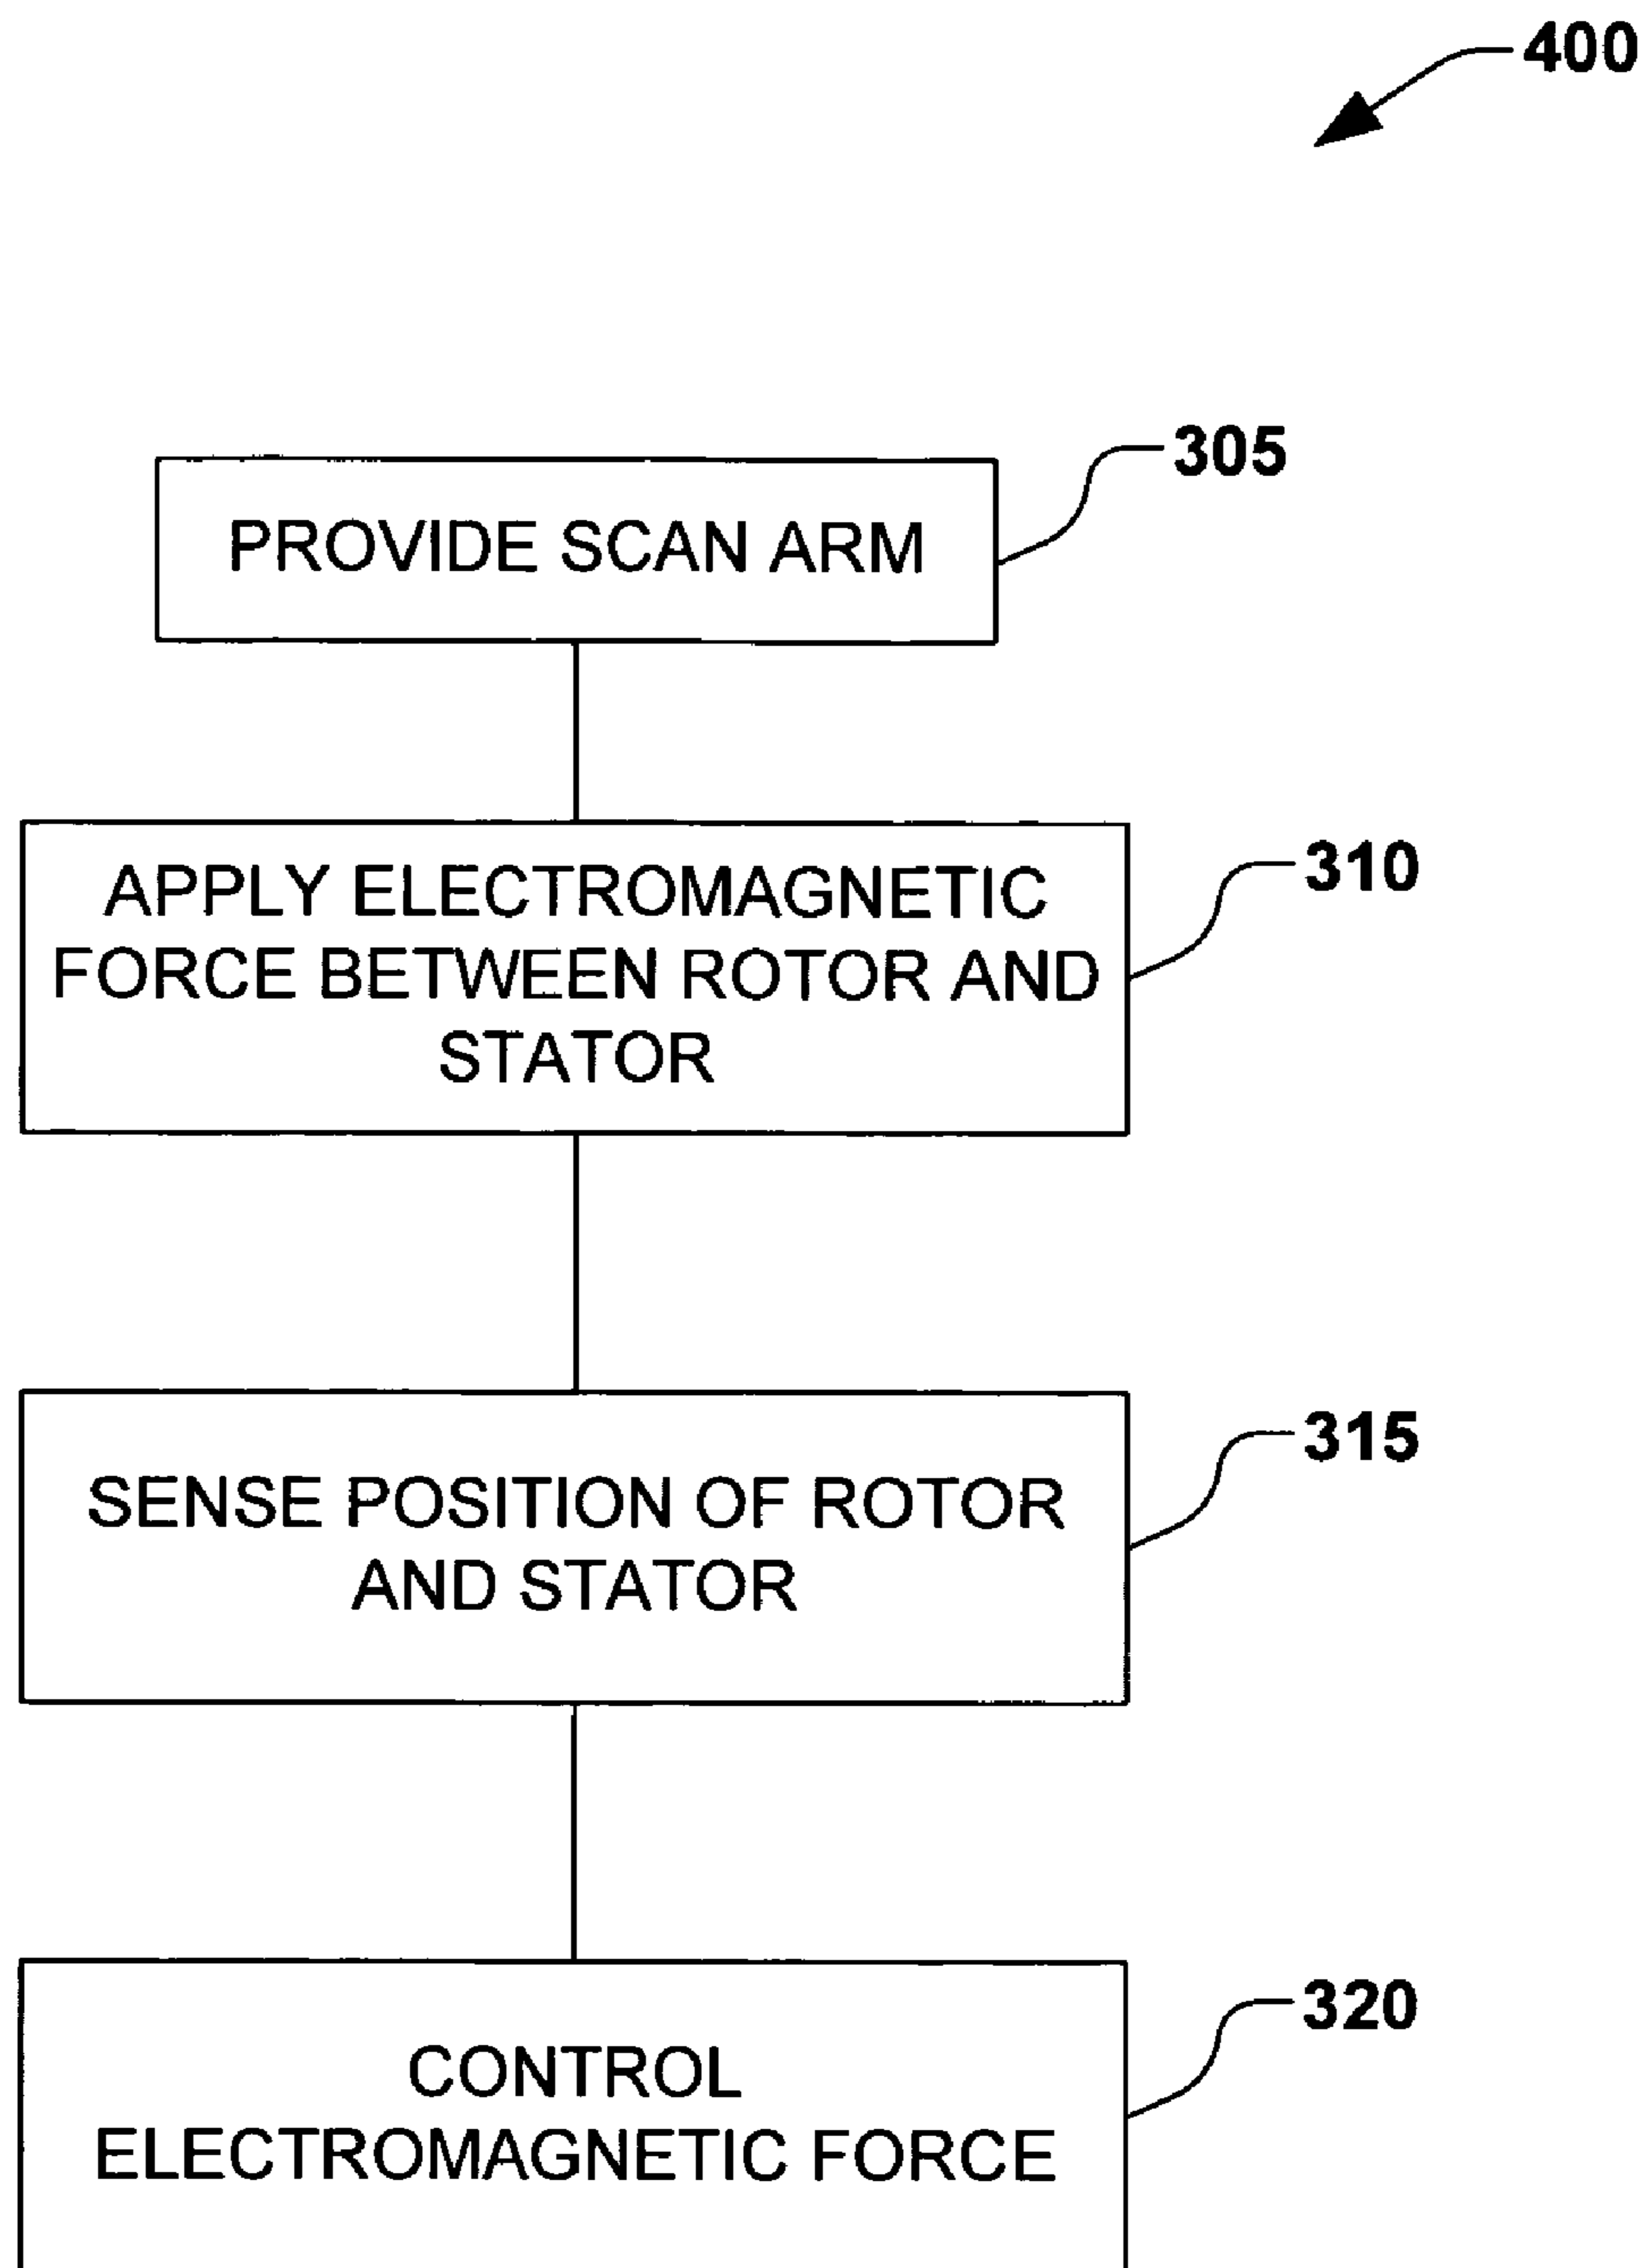 400
305
PROVIDE SCAN ARM
310
APPLY ELECTROMAGNETIC
FORCE BETWEEN ROTOR AND
STATOR
315
SENSE POSITION OF ROTOR
AND STATOR
320
CONTROL
ELECTROMAGNETIC FORCE